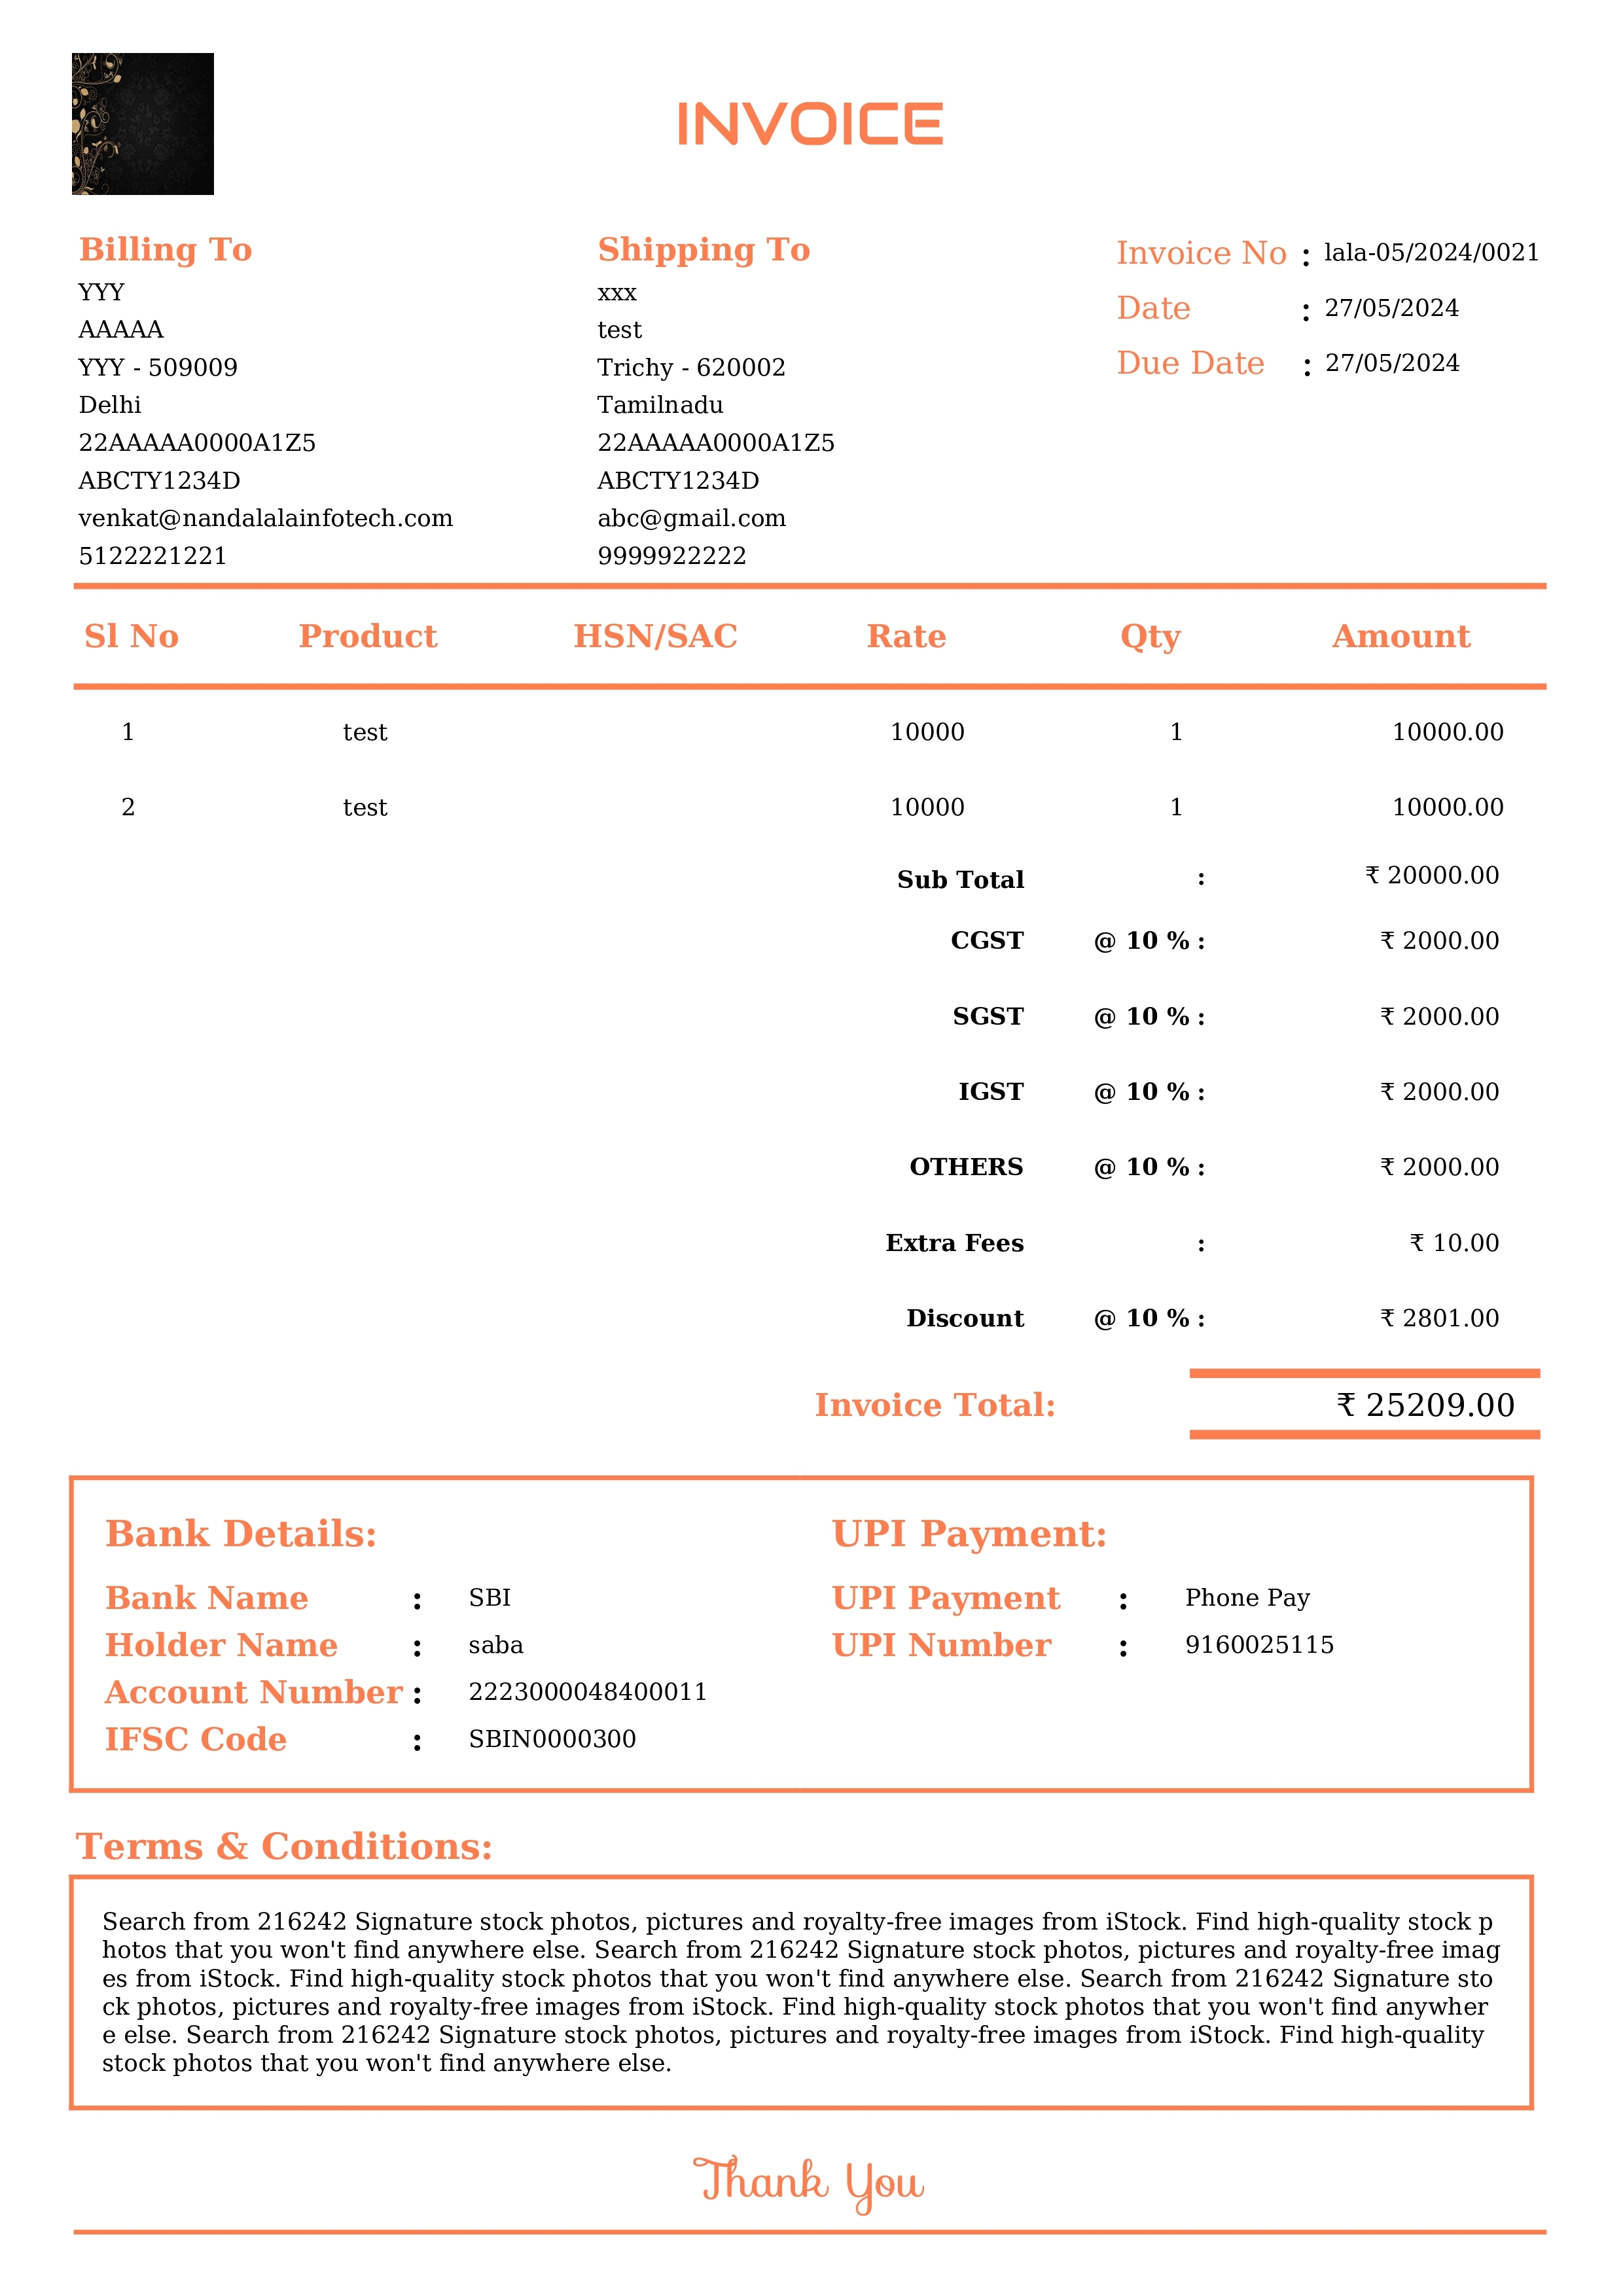 INVOICE
Billing To
YYY
AAAAA
YYY - 509009
Delhi
22AAAAA0000A1Z5
ABCTY1234D
venkat@nandalalainfotech.com
5122221221
Shipping To
xxx
test
Trichy - 620002
Tamilnadu
22AAAAA0000A1Z5
ABCTY1234D
abc@gmail.com
9999922222
Invoice No : lala-05/2024/0021
Date : 27/05/2024
Due Date : 27/05/2024
Sl No Product HSN/SAC Rate Qty Amount
1 test 10000 1 10000.00
2 test 10000 1 10000.00
Sub Total : ₹ 20000.00
CGST @ 10 % : ₹ 2000.00
SGST @ 10 % : ₹ 2000.00
IGST @ 10 % : ₹ 2000.00
OTHERS @ 10 % : ₹ 2000.00
Extra Fees : ₹ 10.00
Discount @ 10 % : ₹ 2801.00
Invoice Total: ₹ 25209.00
Bank Details:
Bank Name : SBI
Holder Name : saba
Account Number : 2223000048400011
IFSC Code : SBIN0000300
UPI Payment:
UPI Payment : Phone Pay
UPI Number : 9160025115
Terms & Conditions:
Search from 216242 Signature stock photos, pictures and royalty-free images from iStock. Find high-quality stock p
hotos that you won't find anywhere else. Search from 216242 Signature stock photos, pictures and royalty-free imag
es from iStock. Find high-quality stock photos that you won't find anywhere else. Search from 216242 Signature sto
ck photos, pictures and royalty-free images from iStock. Find high-quality stock photos that you won't find anywher
e else. Search from 216242 Signature stock photos, pictures and royalty-free images from iStock. Find high-quality
stock photos that you won't find anywhere else.
Thank You